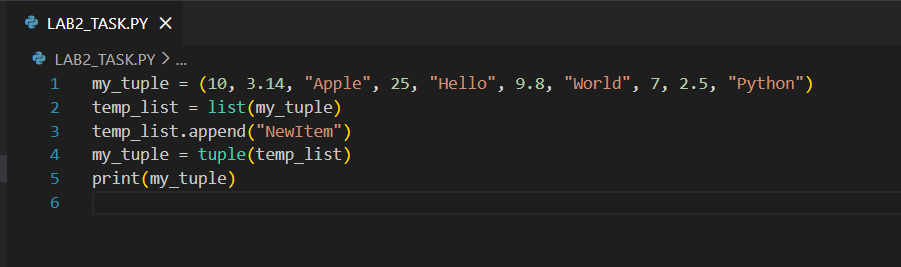 LAB2_TASK.PY ×
LAB2_TASK.PY > ...
1 my_tuple = (10, 3.14, "Apple", 25, "Hello", 9.8, "World", 7, 2.5, "Python")
2 temp_list = list(my_tuple)
3 temp_list.append("NewItem")
4 my_tuple = tuple(temp_list)
5 print(my_tuple)
6